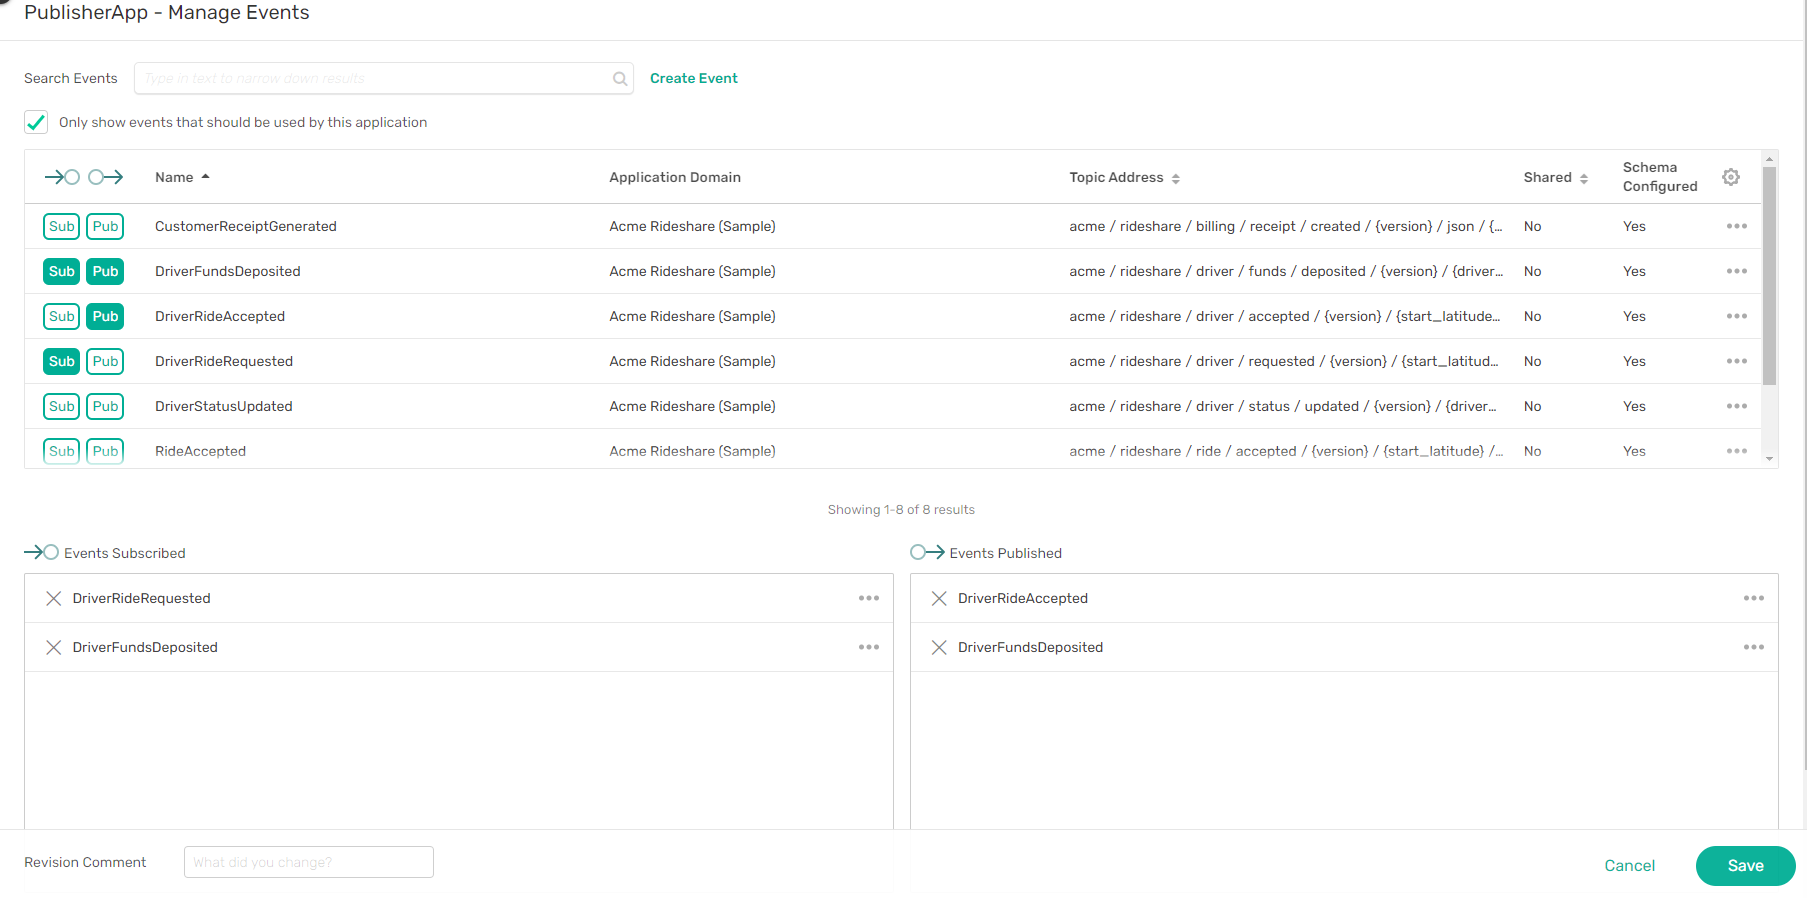 PublisherApp - Manage Events
Search Events Type in text to narrow down results Create Event
Only show events that should be used by this application
Name Application Domain Topic Address Shared Schema Configured
Sub Pub CustomerReceiptGenerated Acme Rideshare (Sample) acme / rideshare / billing / receipt / created / {version} / json / {... No Yes
Sub Pub DriverFundsDeposited Acme Rideshare (Sample) acme / rideshare / driver / funds / deposited / {version} / {driver... No Yes
Sub Pub DriverRideAccepted Acme Rideshare (Sample) acme / rideshare / driver / accepted / {version} / {start_latitude... No Yes
Sub Pub DriverRideRequested Acme Rideshare (Sample) acme / rideshare / driver / requested / {version} / {start_latitud... No Yes
Sub Pub DriverStatusUpdated Acme Rideshare (Sample) acme / rideshare / driver / status / updated / {version} / {driver... No Yes
Sub Pub RideAccepted Acme Rideshare (Sample) acme / rideshare / ride / accepted / {version} / {start_latitude} /... No Yes
Showing 1-8 of 8 results
Events Subscribed
DriverRideRequested
DriverFundsDeposited
Events Published
DriverRideAccepted
DriverFundsDeposited
Revision Comment What did you change? Cancel Save